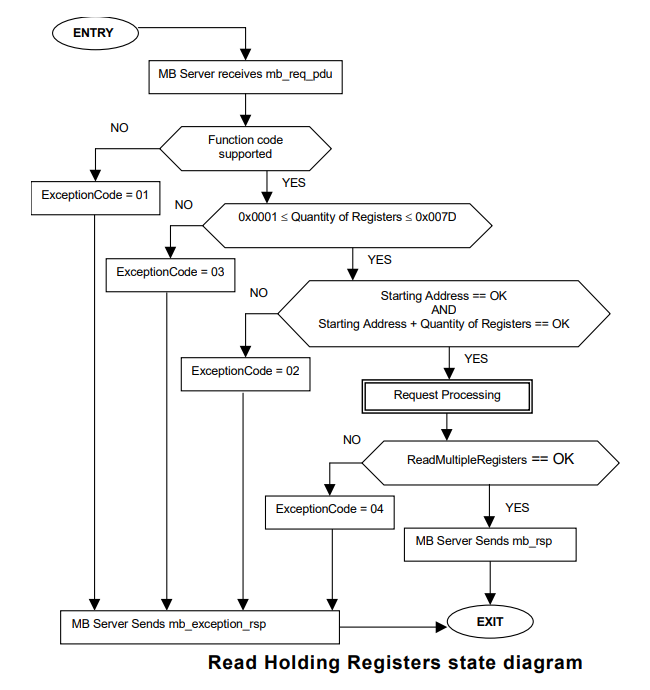 ENTRY
MB Server receives mb_req_pdu
NO
Function code
supported
YES
ExceptionCode = 01
NO
0x0001 ≤ Quantity of Registers ≤ 0x007D
YES
ExceptionCode = 03
NO
Starting Address == OK
AND
Starting Address + Quantity of Registers == OK
YES
ExceptionCode = 02
Request Processing
NO
ReadMultipleRegisters == OK
YES
ExceptionCode = 04
MB Server Sends mb_rsp
MB Server Sends mb_exception_rsp
EXIT
Read Holding Registers state diagram